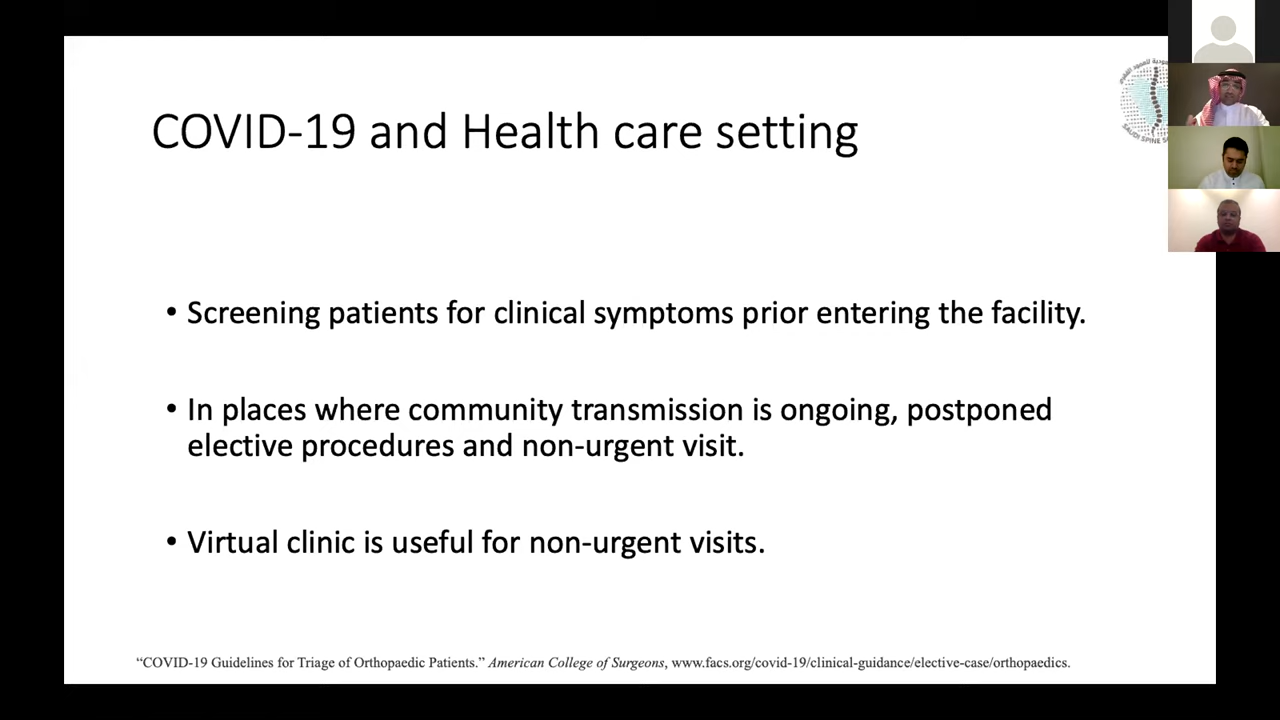 COVID-19 and Health care setting
• Screening patients for clinical symptoms prior entering the facility.
• In places where community transmission is ongoing, postponed
elective procedures and non-urgent visit.
• Virtual clinic is useful for non-urgent visits.
“COVID-19 Guidelines for Triage of Orthopaedic Patients.” American College of Surgeons, www.facs.org/covid-19/clinical-guidance/elective-case/orthopaedics.
SAUDI SPINE